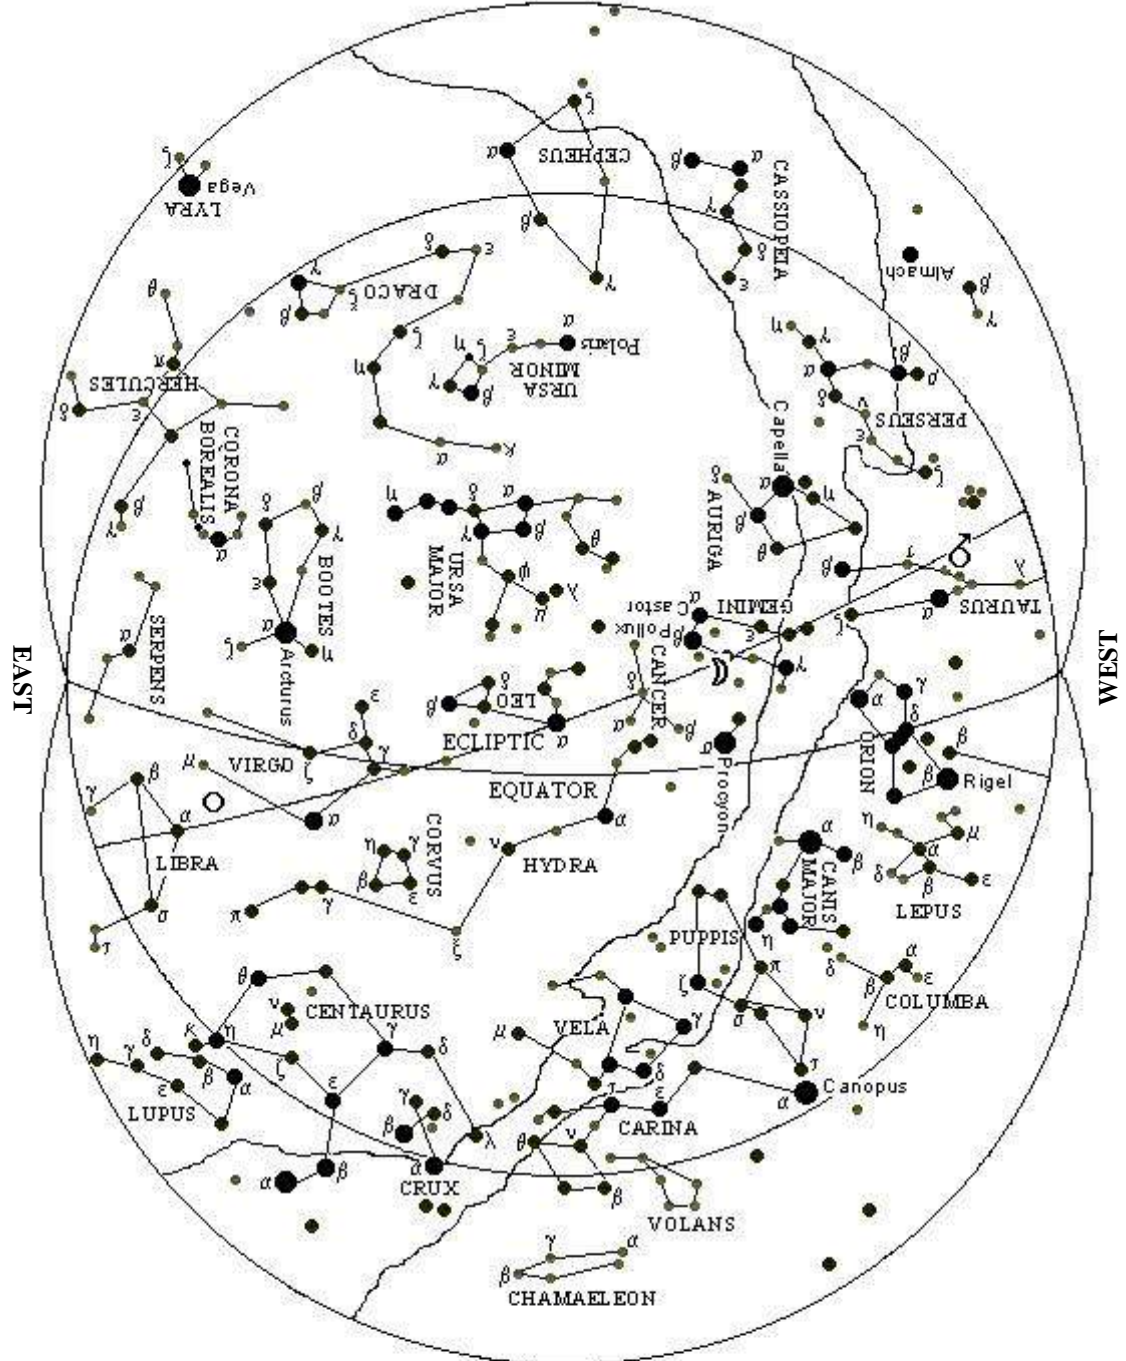 ζ
α
CEPHEUS
β
γ
β
α
γ
δ
ε
CASSIOPEIA
ζ
Vega
LYRA
Almach
β
γ
γ
δ
ε
DRACO
ξ
β
ζ
η
α
κ
θ
π
HERCULES
δ
ε
β
γ
η
ζ
ε
α
Polaris
URSA
MINOR
γ
β
η
γ
α
β
ρ
δ
ν
ε
PERSEUS
ζ
CORONA
BOREALIS
α
δ
β
γ
ε
BOOTES
α
ζ
η
Arcturus
η
δ
α
β
URSA
MAJOR
θ
ψ
λ
μ
Capella
α
η
δ
β
θ
AURIGA
β
τ
λ
α
ζ
TAURUS
α
Castor
β
Pollux
GEMINI
ε
γ
EAST
WEST
SERPENS
α
ε
δ
γ
β
δ
LEO
α
δ
CANCER
α
β
α
Procyon
α
γ
δ
ORION
β
β
Rigel
ECLIPTIC
EQUATOR
μ
VIRGO
ζ
α
β
γ
α
LIBRA
σ
τ
CORVUS
η
γ
β
ε
α
ν
HYDRA
π
γ
ζ
α
β
CANIS
MAJOR
η
μ
α
δ
β
ε
LEPUS
PUPPIS
ζ
π
σ
ν
τ
δ
α
β
ε
COLUMBA
η
θ
ν
CENTAURUS
μ
κ
η
γ
δ
ζ
ε
λ
β
α
η
γ
δ
β
α
ε
LUPUS
μ
VELA
γ
δ
ι
ε
CARINA
α
Canopus
γ
δ
β
α
CRUX
θ
ν
β
VOLANS
γ
α
β
CHAMAELEON